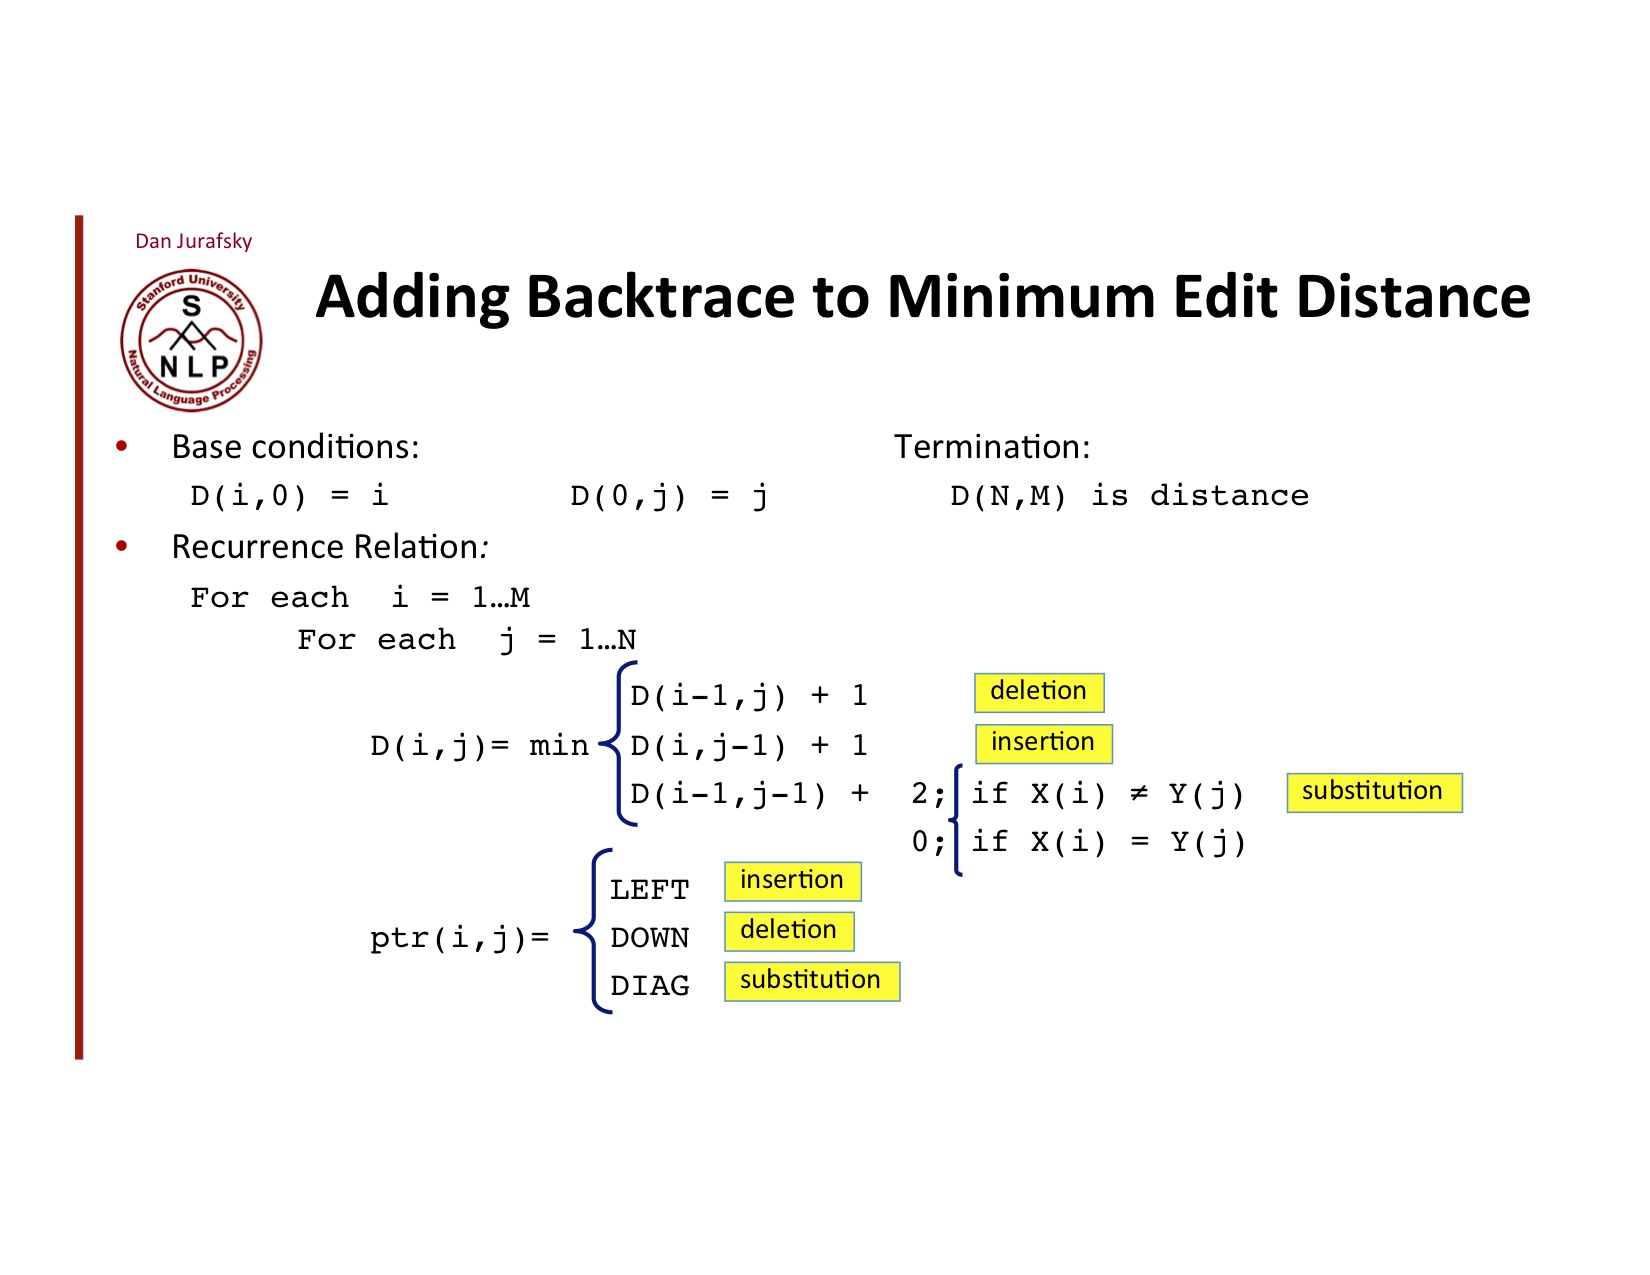 Dan Jurafsky
Stanford University
S
NLP
Natural Language Processing
Adding Backtrace to Minimum Edit Distance
• Base conditions: Termination:
D(i,0) = i D(0,j) = j D(N,M) is distance
• Recurrence Relation:
For each i = 1…M
For each j = 1…N
D(i-1,j) + 1 deletion
D(i,j)= min D(i,j-1) + 1 insertion
D(i-1,j-1) + 2; if X(i) ≠ Y(j) substitution
0; if X(i) = Y(j)
LEFT insertion
ptr(i,j)= DOWN deletion
DIAG substitution